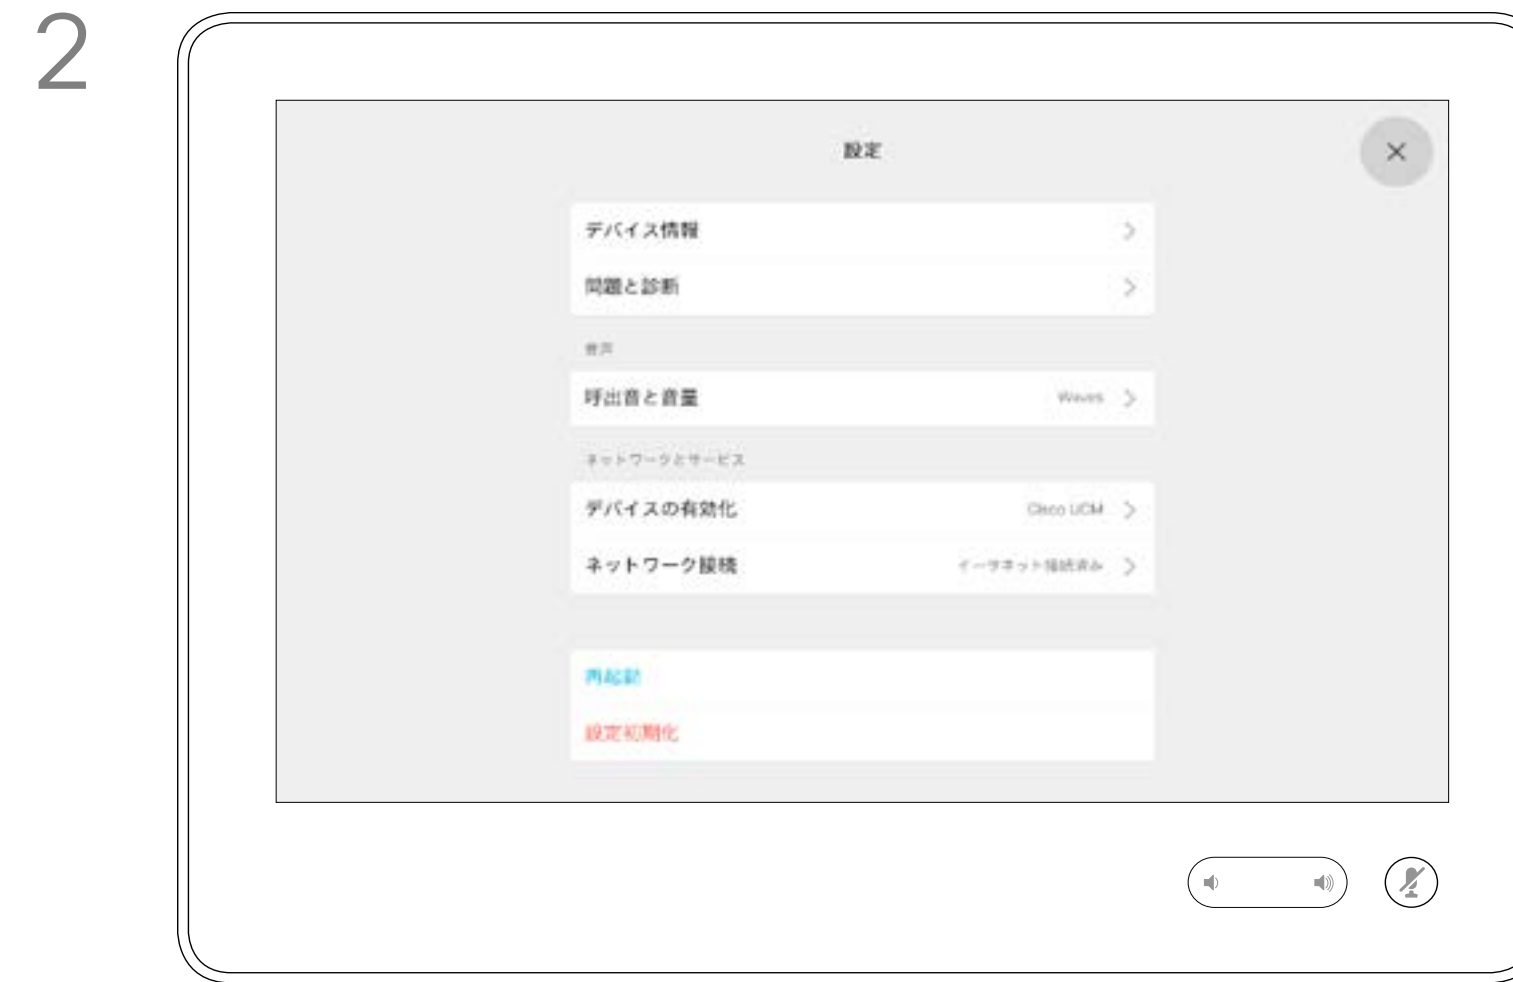 2
設定
デバイス情報
問題と診断
音声
呼出音と音量 Waves
ネットワークとサービス
デバイスの有効化 Cisco UCM
ネットワーク接続 イーサネット接続済み
再起動
設定初期化